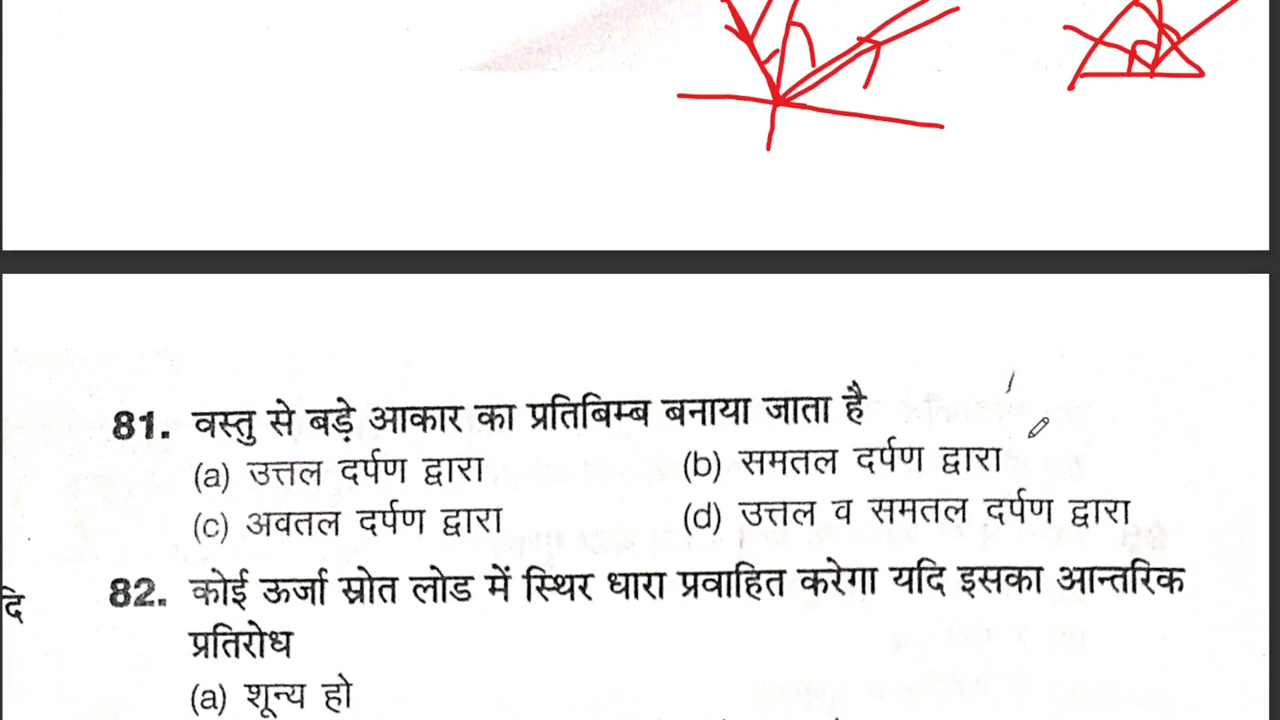 81. वस्तु से बड़े आकार का प्रतिबिम्ब बनाया जाता है
(a) उत्तल दर्पण द्वारा (b) समतल दर्पण द्वारा
(c) अवतल दर्पण द्वारा (d) उत्तल व समतल दर्पण द्वारा
82. कोई ऊर्जा स्रोत लोड में स्थिर धारा प्रवाहित करेगा यदि इसका आन्तरिक
दि
प्रतिरोध
(a) शून्य हो